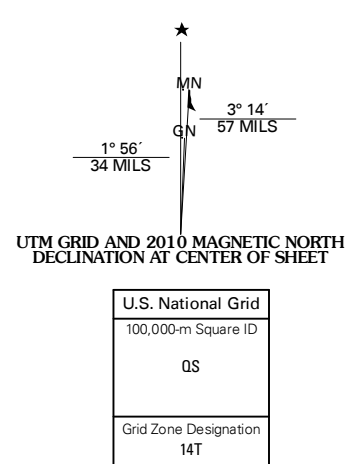 MN
3° 14´
57 MILS
GN
1° 56´
34 MILS
UTM GRID AND 2010 MAGNETIC NORTH
DECLINATION AT CENTER OF SHEET
U.S. National Grid
100,000-m Square ID
QS
Grid Zone Designation
14T